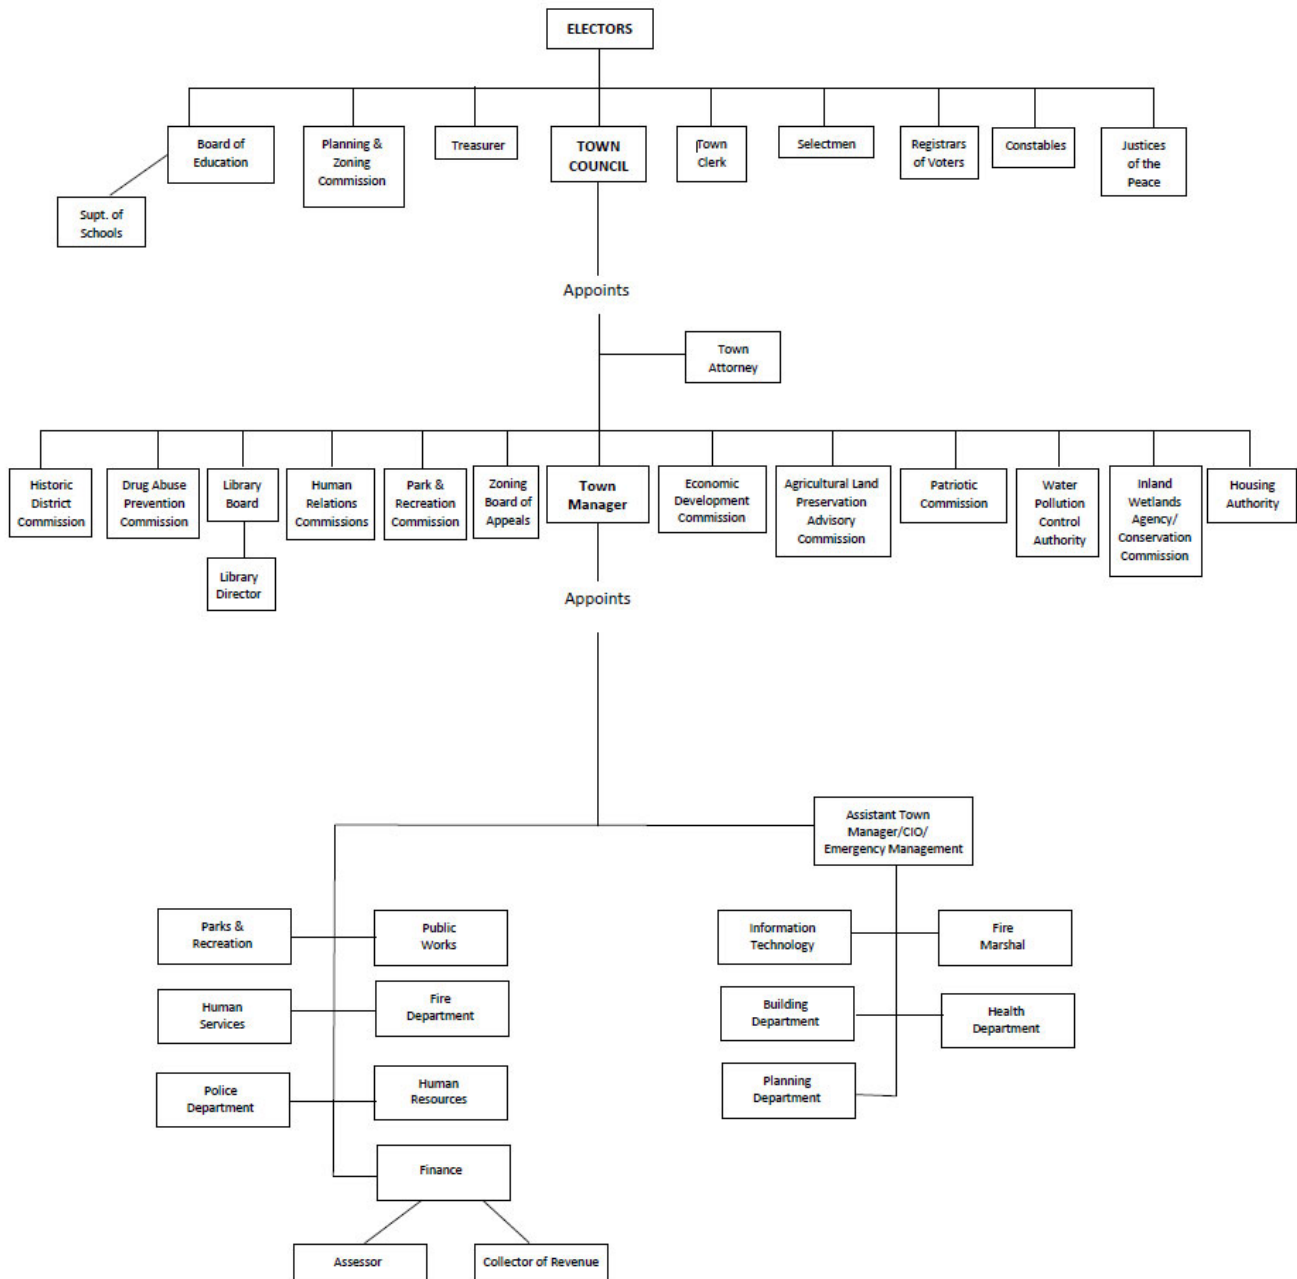 ELECTORS
Board of
Education
Planning &
Zoning
Commission
Treasurer
TOWN
COUNCIL
Town
Clerk
Selectmen
Registrars
of Voters
Constables
Justices
of the
Peace
Supt. of
Schools
Appoints
Town
Attorney
Historic
District
Commission
Drug Abuse
Prevention
Commission
Library
Board
Human
Relations
Commissions
Park &
Recreation
Commission
Zoning
Board of
Appeals
Town
Manager
Economic
Development
Commission
Agricultural Land
Preservation
Advisory
Commission
Patriotic
Commission
Water
Pollution
Control
Authority
Inland
Wetlands
Agency/
Conservation
Commission
Housing
Authority
Library
Director
Appoints
Assistant Town
Manager/CIO/
Emergency Management
Parks &
Recreation
Public
Works
Information
Technology
Fire
Marshal
Human
Services
Fire
Department
Building
Department
Health
Department
Police
Department
Human
Resources
Planning
Department
Finance
Assessor
Collector of Revenue